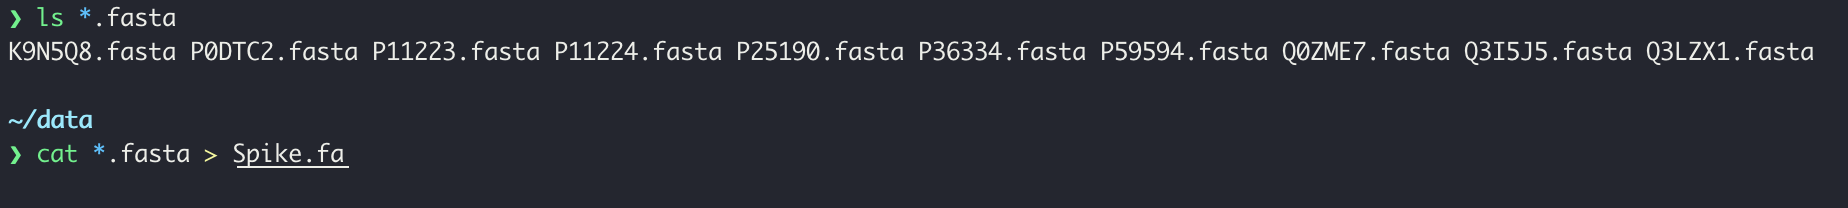 ❯ ls *.fasta
K9N5Q8.fasta P0DTC2.fasta P11223.fasta P11224.fasta P25190.fasta P36334.fasta P59594.fasta Q0ZME7.fasta Q3I5J5.fasta Q3LZX1.fasta
~/data
❯ cat *.fasta > Spike.fa